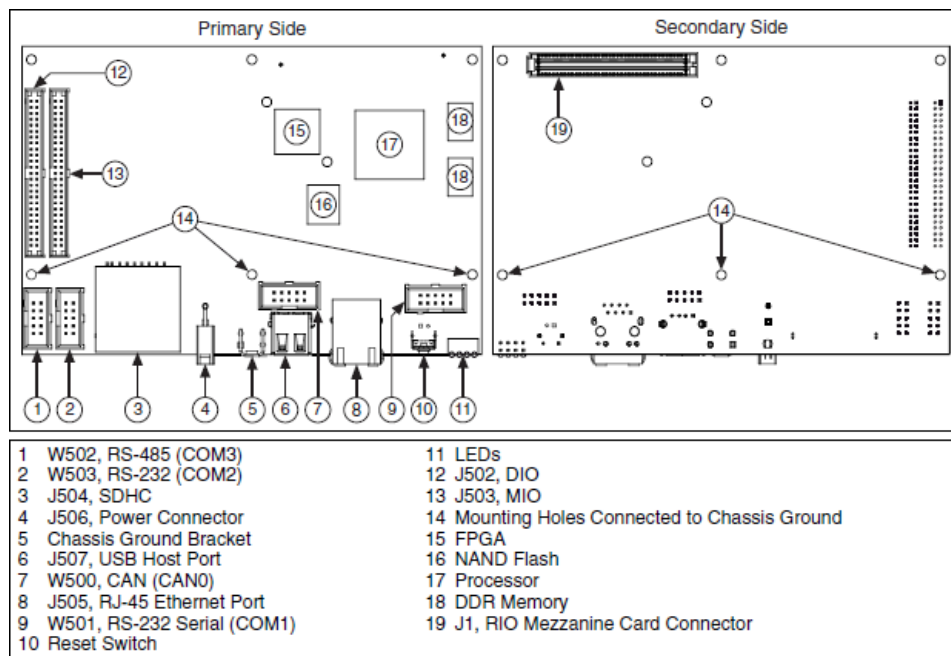 Primary Side
Secondary Side
12
13
15
17
18
18
16
14
19
14
1
2
3
4
5
6
7
8
9
10
11
1 W502, RS-485 (COM3)
2 W503, RS-232 (COM2)
3 J504, SDHC
4 J506, Power Connector
5 Chassis Ground Bracket
6 J507, USB Host Port
7 W500, CAN (CAN0)
8 J505, RJ-45 Ethernet Port
9 W501, RS-232 Serial (COM1)
10 Reset Switch
11 LEDs
12 J502, DIO
13 J503, MIO
14 Mounting Holes Connected to Chassis Ground
15 FPGA
16 NAND Flash
17 Processor
18 DDR Memory
19 J1, RIO Mezzanine Card Connector